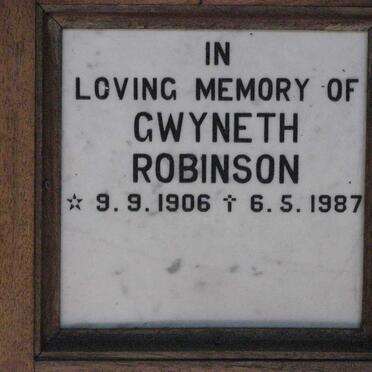 IN
LOVING MEMORY OF
GWYNETH
ROBINSON
☆ 9.9.1906 † 6.5.1987